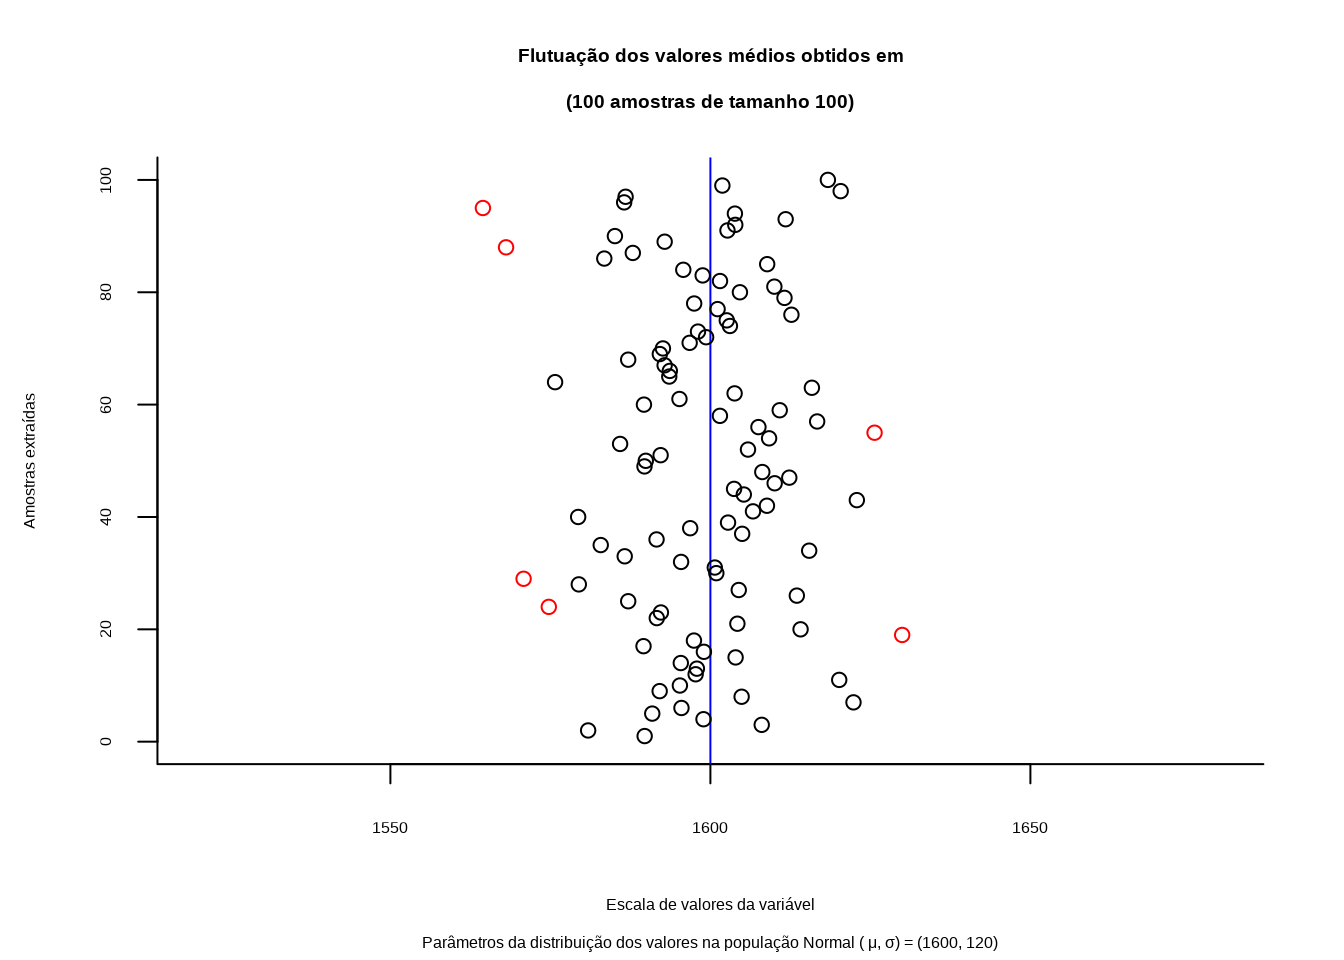 Flutuação dos valores médios obtidos em
(100 amostras de tamanho 100)
Amostras extraídas
100
80
60
40
20
0
1550 1600 1650
Escala de valores da variável
Parâmetros da distribuição dos valores na população Normal ( μ, σ) = (1600, 120)